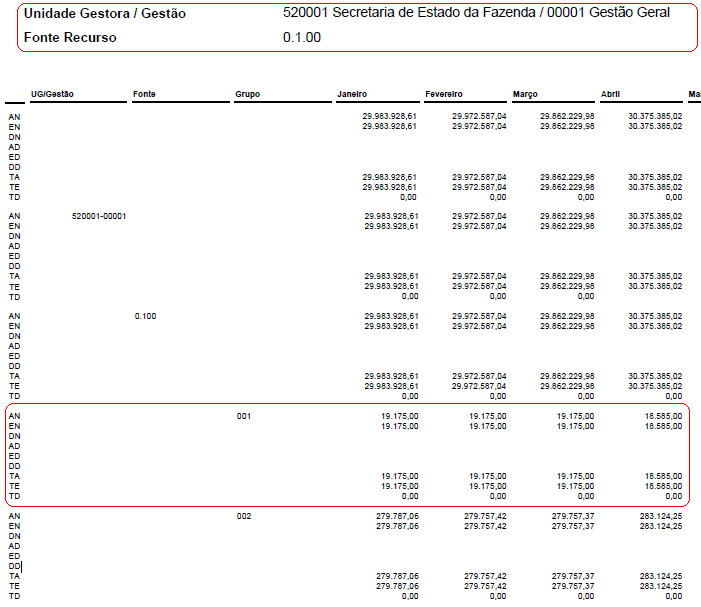 Unidade Gestora / Gestão 520001 Secretaria de Estado da Fazenda / 00001 Gestão Geral
Fonte Recurso 0.1.00
UG/Gestão Fonte Grupo Janeiro Fevereiro Março Abril Mai
AN 29.983.928,61 29.972.587,04 29.862.229,98 30.375.385,02
EN 29.983.928,61 29.972.587,04 29.862.229,98 30.375.385,02
DN
AD
ED
DD
TA 29.983.928,61 29.972.587,04 29.862.229,98 30.375.385,02
TE 29.983.928,61 29.972.587,04 29.862.229,98 30.375.385,02
TD 0,00 0,00 0,00 0,00
AN 520001-00001 29.983.928,61 29.972.587,04 29.862.229,98 30.375.385,02
EN 29.983.928,61 29.972.587,04 29.862.229,98 30.375.385,02
DN
AD
ED
DD
TA 29.983.928,61 29.972.587,04 29.862.229,98 30.375.385,02
TE 29.983.928,61 29.972.587,04 29.862.229,98 30.375.385,02
TD 0,00 0,00 0,00
AN 0.100 29.983.928,61 29.972.587,04 29.862.229,98 30.375.385,02
EN 29.983.928,61 29.972.587,04 29.862.229,98 30.375.385,02
DN
AD
ED
DD
TA 29.983.928,61 29.972.587,04 29.862.229,98 30.375.385,02
TE 29.983.928,61 29.972.587,04 29.862.229,98 30.375.385,02
TD 0,00 0,00 0,00 0,00
AN 001 19.175,00 19.175,00 19.175,00 18.585,00
EN 19.175,00 19.175,00 19.175,00 18.585,00
DN
AD
ED
DD
TA 19.175,00 19.175,00 19.175,00 18.585,00
TE 19.175,00 19.175,00 19.175,00 18.585,00
TD 0,00 0,00 0,00 0,00
AN 002 279.787,06 279.757,42 279.757,37 283.124,25
EN 279.787,06 279.757,42 279.757,37 283.124,25
DN
AD
ED
DD
TA 279.787,06 279.757,42 279.757,37 283.124,25
TE 279.787,06 279.757,42 279.757,37 283.124,25
TD 0,00 0,00 0,00 0,00